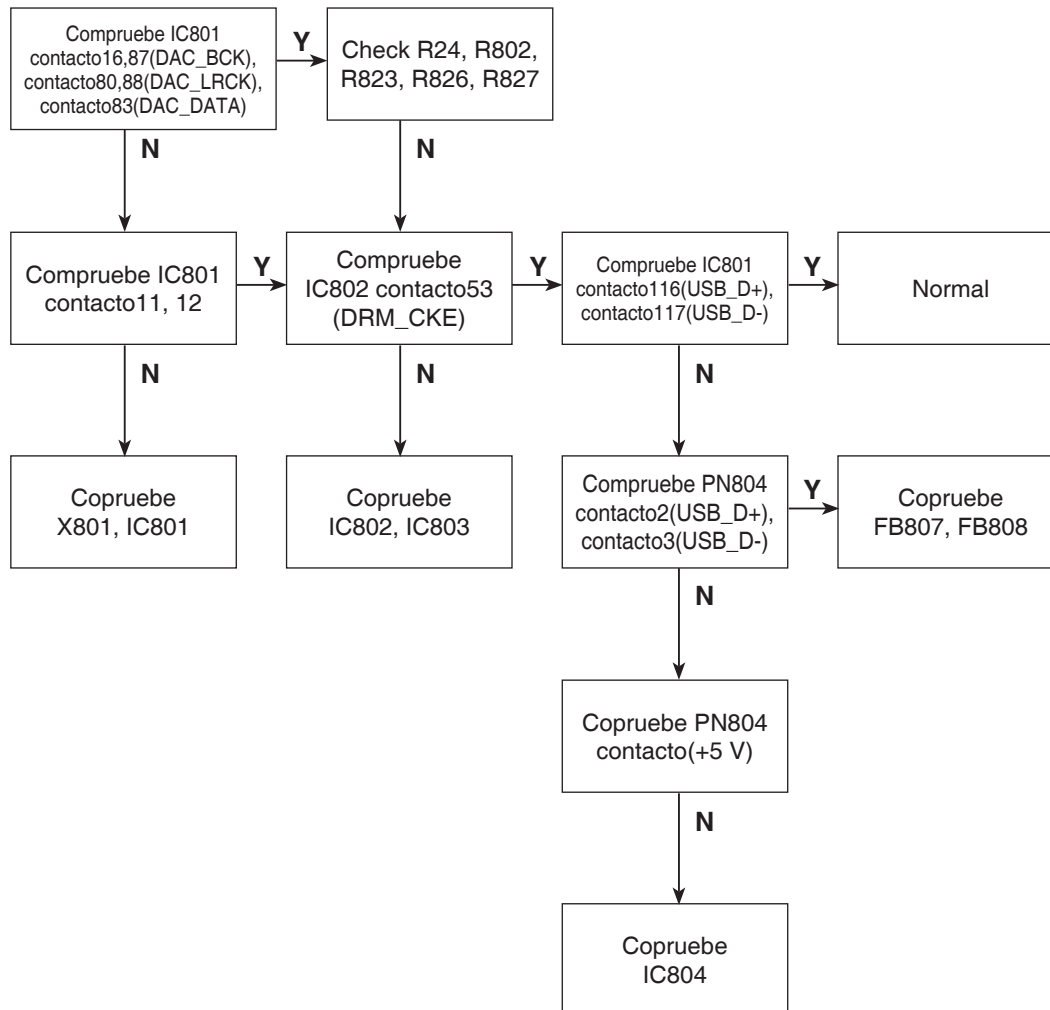 Compruebe IC801
contacto16,87(DAC_BCK),
contacto80,88(DAC_LRCK),
contacto83(DAC_DATA)
Y
Check R24, R802,
R823, R826, R827
N
N
Compruebe IC801
contacto11, 12
Y
Compruebe
IC802 contacto53
(DRM_CKE)
Y
Compruebe IC801
contacto116(USB_D+),
contacto117(USB_D-)
Y
Normal
N
N
N
Copruebe
X801, IC801
Copruebe
IC802, IC803
Compruebe PN804
contacto2(USB_D+),
contacto3(USB_D-)
Y
Copruebe
FB807, FB808
N
Copruebe PN804
contacto(+5 V)
N
Copruebe
IC804